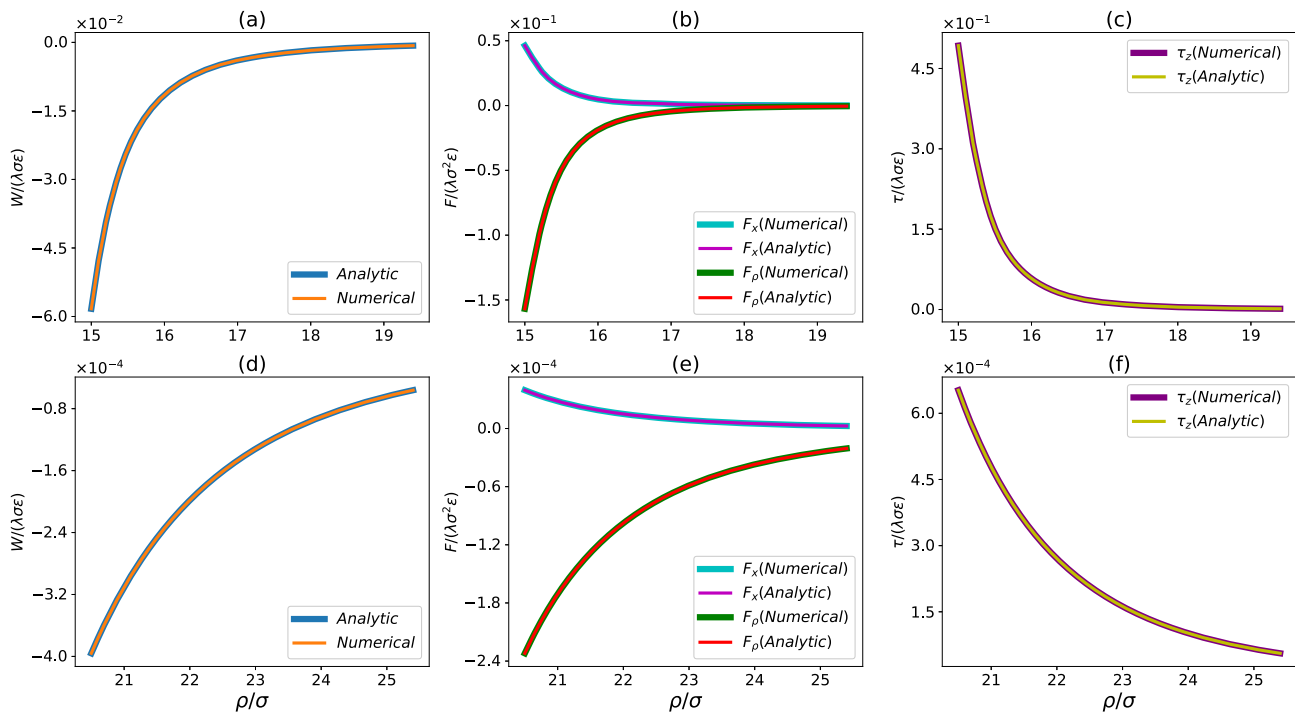 (a)
×10⁻²
0.0
−1.5
−3.0
−4.5
−6.0
W/(λσε)
Analytic
Numerical
15 16 17 18 19
(b)
×10⁻¹
0.5
0.0
−0.5
−1.0
−1.5
F/(λσ²ε)
Fₓ(Numerical)
Fₓ(Analytic)
Fᵨ(Numerical)
Fᵨ(Analytic)
15 16 17 18 19
(c)
×10⁻¹
4.5
3.0
1.5
0.0
τ/(λσε)
τ_z(Numerical)
τ_z(Analytic)
15 16 17 18 19
(d)
×10⁻⁴
−0.8
−1.6
−2.4
−3.2
−4.0
W/(λσε)
Analytic
Numerical
21 22 23 24 25
ρ/σ
(e)
×10⁻⁴
0.0
−0.6
−1.2
−1.8
−2.4
F/(λσ²ε)
Fₓ(Numerical)
Fₓ(Analytic)
Fᵨ(Numerical)
Fᵨ(Analytic)
21 22 23 24 25
ρ/σ
(f)
×10⁻⁴
6.0
4.5
3.0
1.5
τ/(λσε)
τ_z(Numerical)
τ_z(Analytic)
21 22 23 24 25
ρ/σ